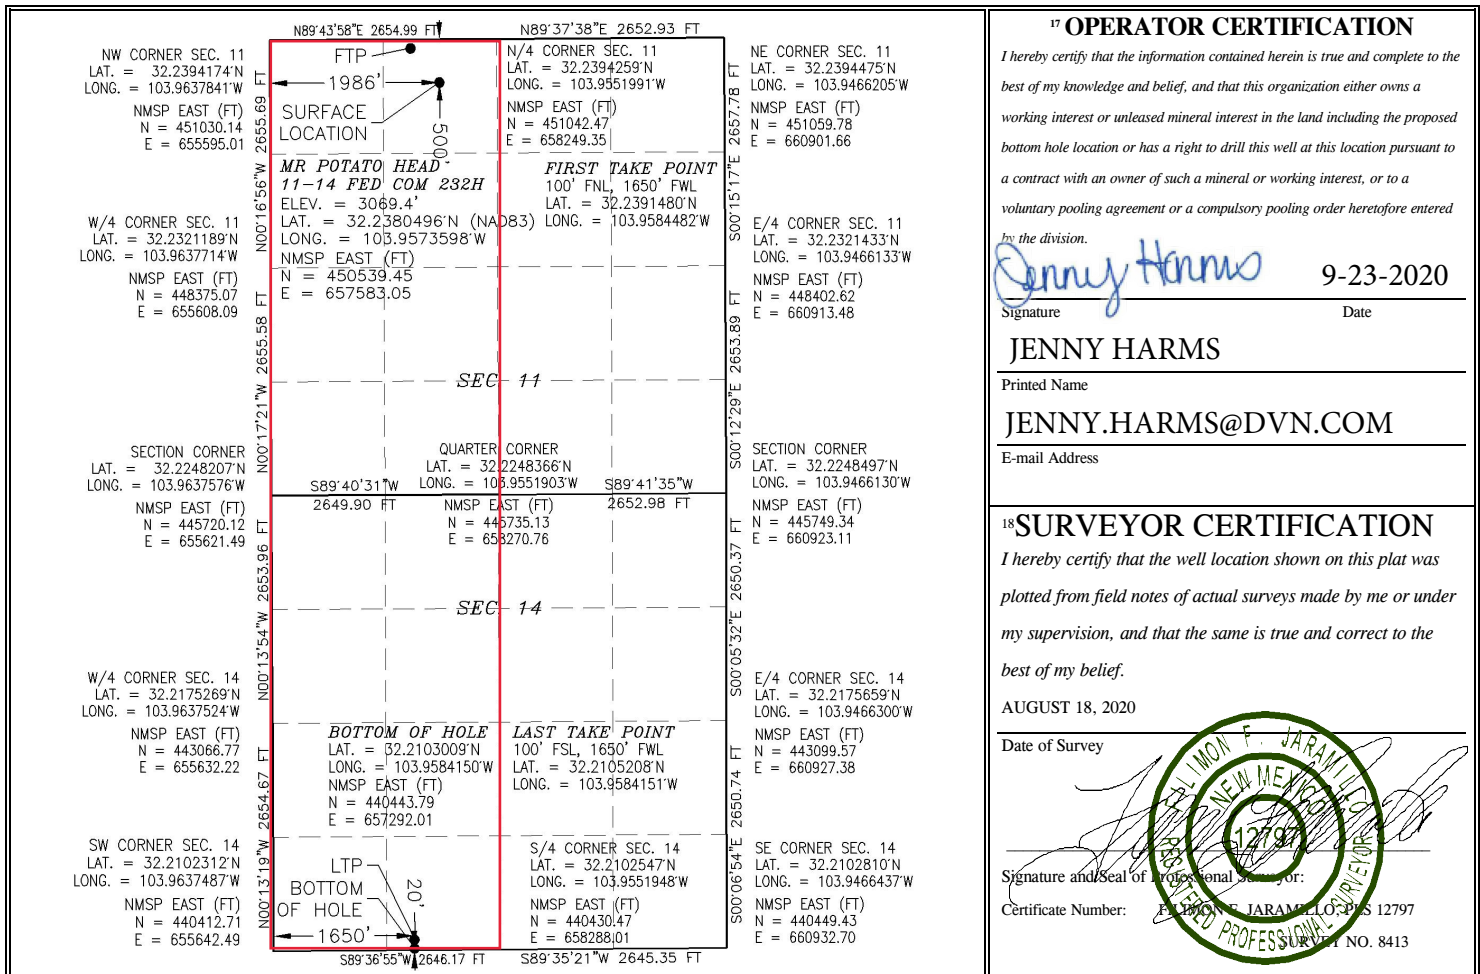 N89°43'58"E 2654.99 FT
N89°37'38"E 2652.93 FT
NW CORNER SEC. 11
LAT. = 32.2394174°N
LONG. = 103.9637841°W
NMSP EAST (FT)
N = 451030.14
E = 655595.01
FTP
1986'
SURFACE
LOCATION
500'
N/4 CORNER SEC. 11
LAT. = 32.2394259°N
LONG. = 103.9551991°W
NMSP EAST (FT)
N = 451042.47
E = 658249.35
NE CORNER SEC. 11
LAT. = 32.2394475°N
LONG. = 103.9466205°W
NMSP EAST (FT)
N = 451059.78
E = 660901.66
N00°16'56"W 2655.69 FT
S00°15'17"E 2657.78 FT
MR POTATO HEAD
11-14 FED COM 232H
ELEV. = 3069.4'
LAT. = 32.2380496°N (NAD83)
LONG. = 103.9573598°W
NMSP EAST (FT)
N = 450539.45
E = 657583.05
FIRST TAKE POINT
100' FNL, 1650' FWL
LAT. = 32.2391480°N
LONG. = 103.9584482°W
W/4 CORNER SEC. 11
LAT. = 32.2321189°N
LONG. = 103.9637714°W
NMSP EAST (FT)
N = 448375.07
E = 655608.09
E/4 CORNER SEC. 11
LAT. = 32.2321433°N
LONG. = 103.9466133°W
NMSP EAST (FT)
N = 448402.62
E = 660913.48
N00°17'21"W 2655.58 FT
S00°12'29"E 2653.89 FT
SEC. 11
SECTION CORNER
LAT. = 32.2248207°N
LONG. = 103.9637576°W
NMSP EAST (FT)
N = 445720.12
E = 655621.49
QUARTER CORNER
LAT. = 32.2248366°N
LONG. = 103.9551903°W
NMSP EAST (FT)
N = 445735.13
E = 658270.76
S89°40'31"W
2649.90 FT
S89°41'35"W
2652.98 FT
SECTION CORNER
LAT. = 32.2248497°N
LONG. = 103.9466130°W
NMSP EAST (FT)
N = 445749.34
E = 660923.11
N00°13'54"W 2653.96 FT
S00°05'32"E 2650.37 FT
SEC. 14
W/4 CORNER SEC. 14
LAT. = 32.2175269°N
LONG. = 103.9637524°W
NMSP EAST (FT)
N = 443066.77
E = 655632.22
E/4 CORNER SEC. 14
LAT. = 32.2175659°N
LONG. = 103.9466300°W
NMSP EAST (FT)
N = 443099.57
E = 660927.38
BOTTOM OF HOLE
LAT. = 32.2103009°N
LONG. = 103.9584150°W
NMSP EAST (FT)
N = 440443.79
E = 657292.01
LAST TAKE POINT
100' FSL, 1650' FWL
LAT. = 32.2105208°N
LONG. = 103.9584151°W
N00°13'19"W 2654.67 FT
S00°06'54"E 2650.74 FT
SW CORNER SEC. 14
LAT. = 32.2102312°N
LONG. = 103.9637487°W
NMSP EAST (FT)
N = 440412.71
E = 655642.49
LTP
BOTTOM
OF HOLE
20'
1650'
S/4 CORNER SEC. 14
LAT. = 32.2102547°N
LONG. = 103.9551948°W
NMSP EAST (FT)
N = 440430.47
E = 658288.01
SE CORNER SEC. 14
LAT. = 32.2102810°N
LONG. = 103.9466437°W
NMSP EAST (FT)
N = 440449.43
E = 660932.70
S89°36'55"W 2646.17 FT
S89°35'21"W 2645.35 FT
17 OPERATOR CERTIFICATION
I hereby certify that the information contained herein is true and complete to the
best of my knowledge and belief, and that this organization either owns a
working interest or unleased mineral interest in the land including the proposed
bottom hole location or has a right to drill this well at this location pursuant to
a contract with an owner of such a mineral or working interest, or to a
voluntary pooling agreement or a compulsory pooling order heretofore entered
by the division.
Jenny Harms 9-23-2020
Signature Date
JENNY HARMS
Printed Name
JENNY.HARMS@DVN.COM
E-mail Address
18 SURVEYOR CERTIFICATION
I hereby certify that the well location shown on this plat was
plotted from field notes of actual surveys made by me or under
my supervision, and that the same is true and correct to the
best of my belief.
AUGUST 18, 2020
Date of Survey
FILIMON F. JARAMILLO
NEW MEXICO
12797
REGISTERED PROFESSIONAL SURVEYOR
Signature and Seal of Professional Surveyor:
Certificate Number: FILIMON F. JARAMILLO, PLS 12797
SURVEY NO. 8413